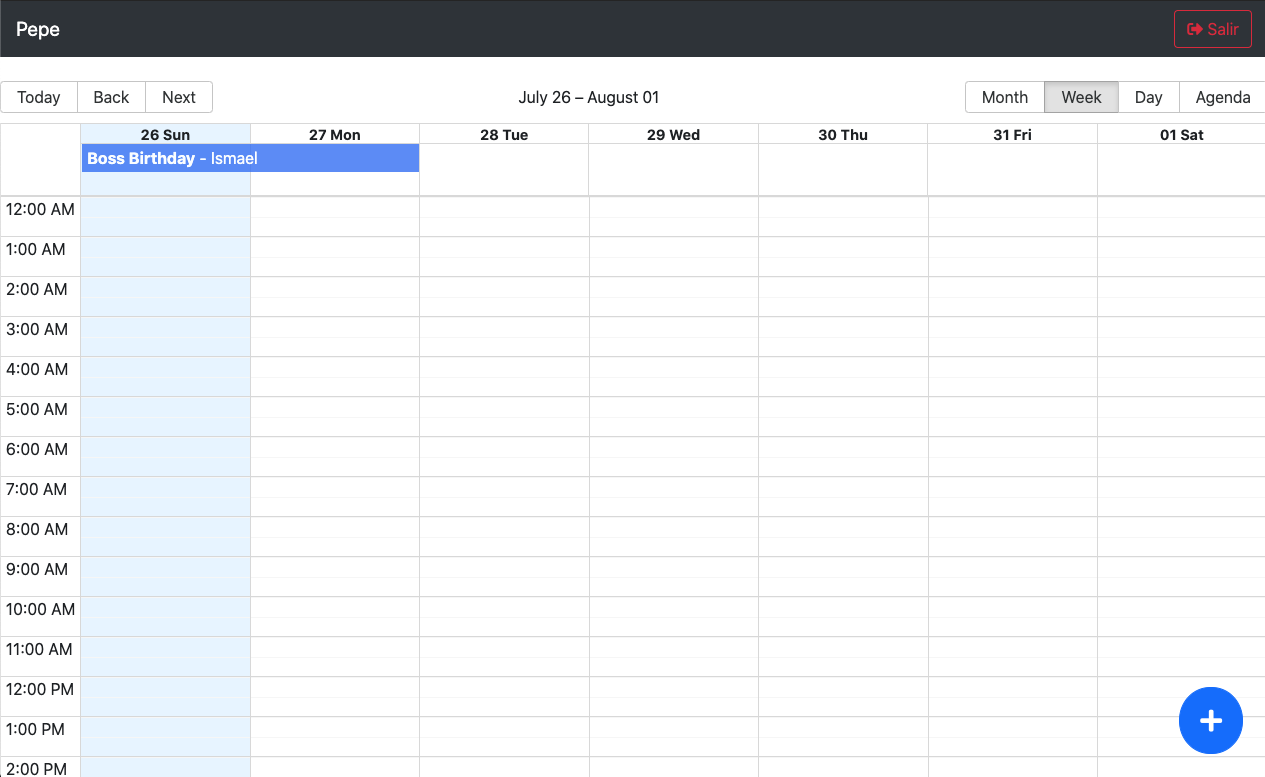 Pepe
Salir
Today Back Next July 26 – August 01 Month Week Day Agenda
26 Sun 27 Mon 28 Tue 29 Wed 30 Thu 31 Fri 01 Sat
Boss Birthday - Ismael
12:00 AM
1:00 AM
2:00 AM
3:00 AM
4:00 AM
5:00 AM
6:00 AM
7:00 AM
8:00 AM
9:00 AM
10:00 AM
11:00 AM
12:00 PM
1:00 PM
2:00 PM